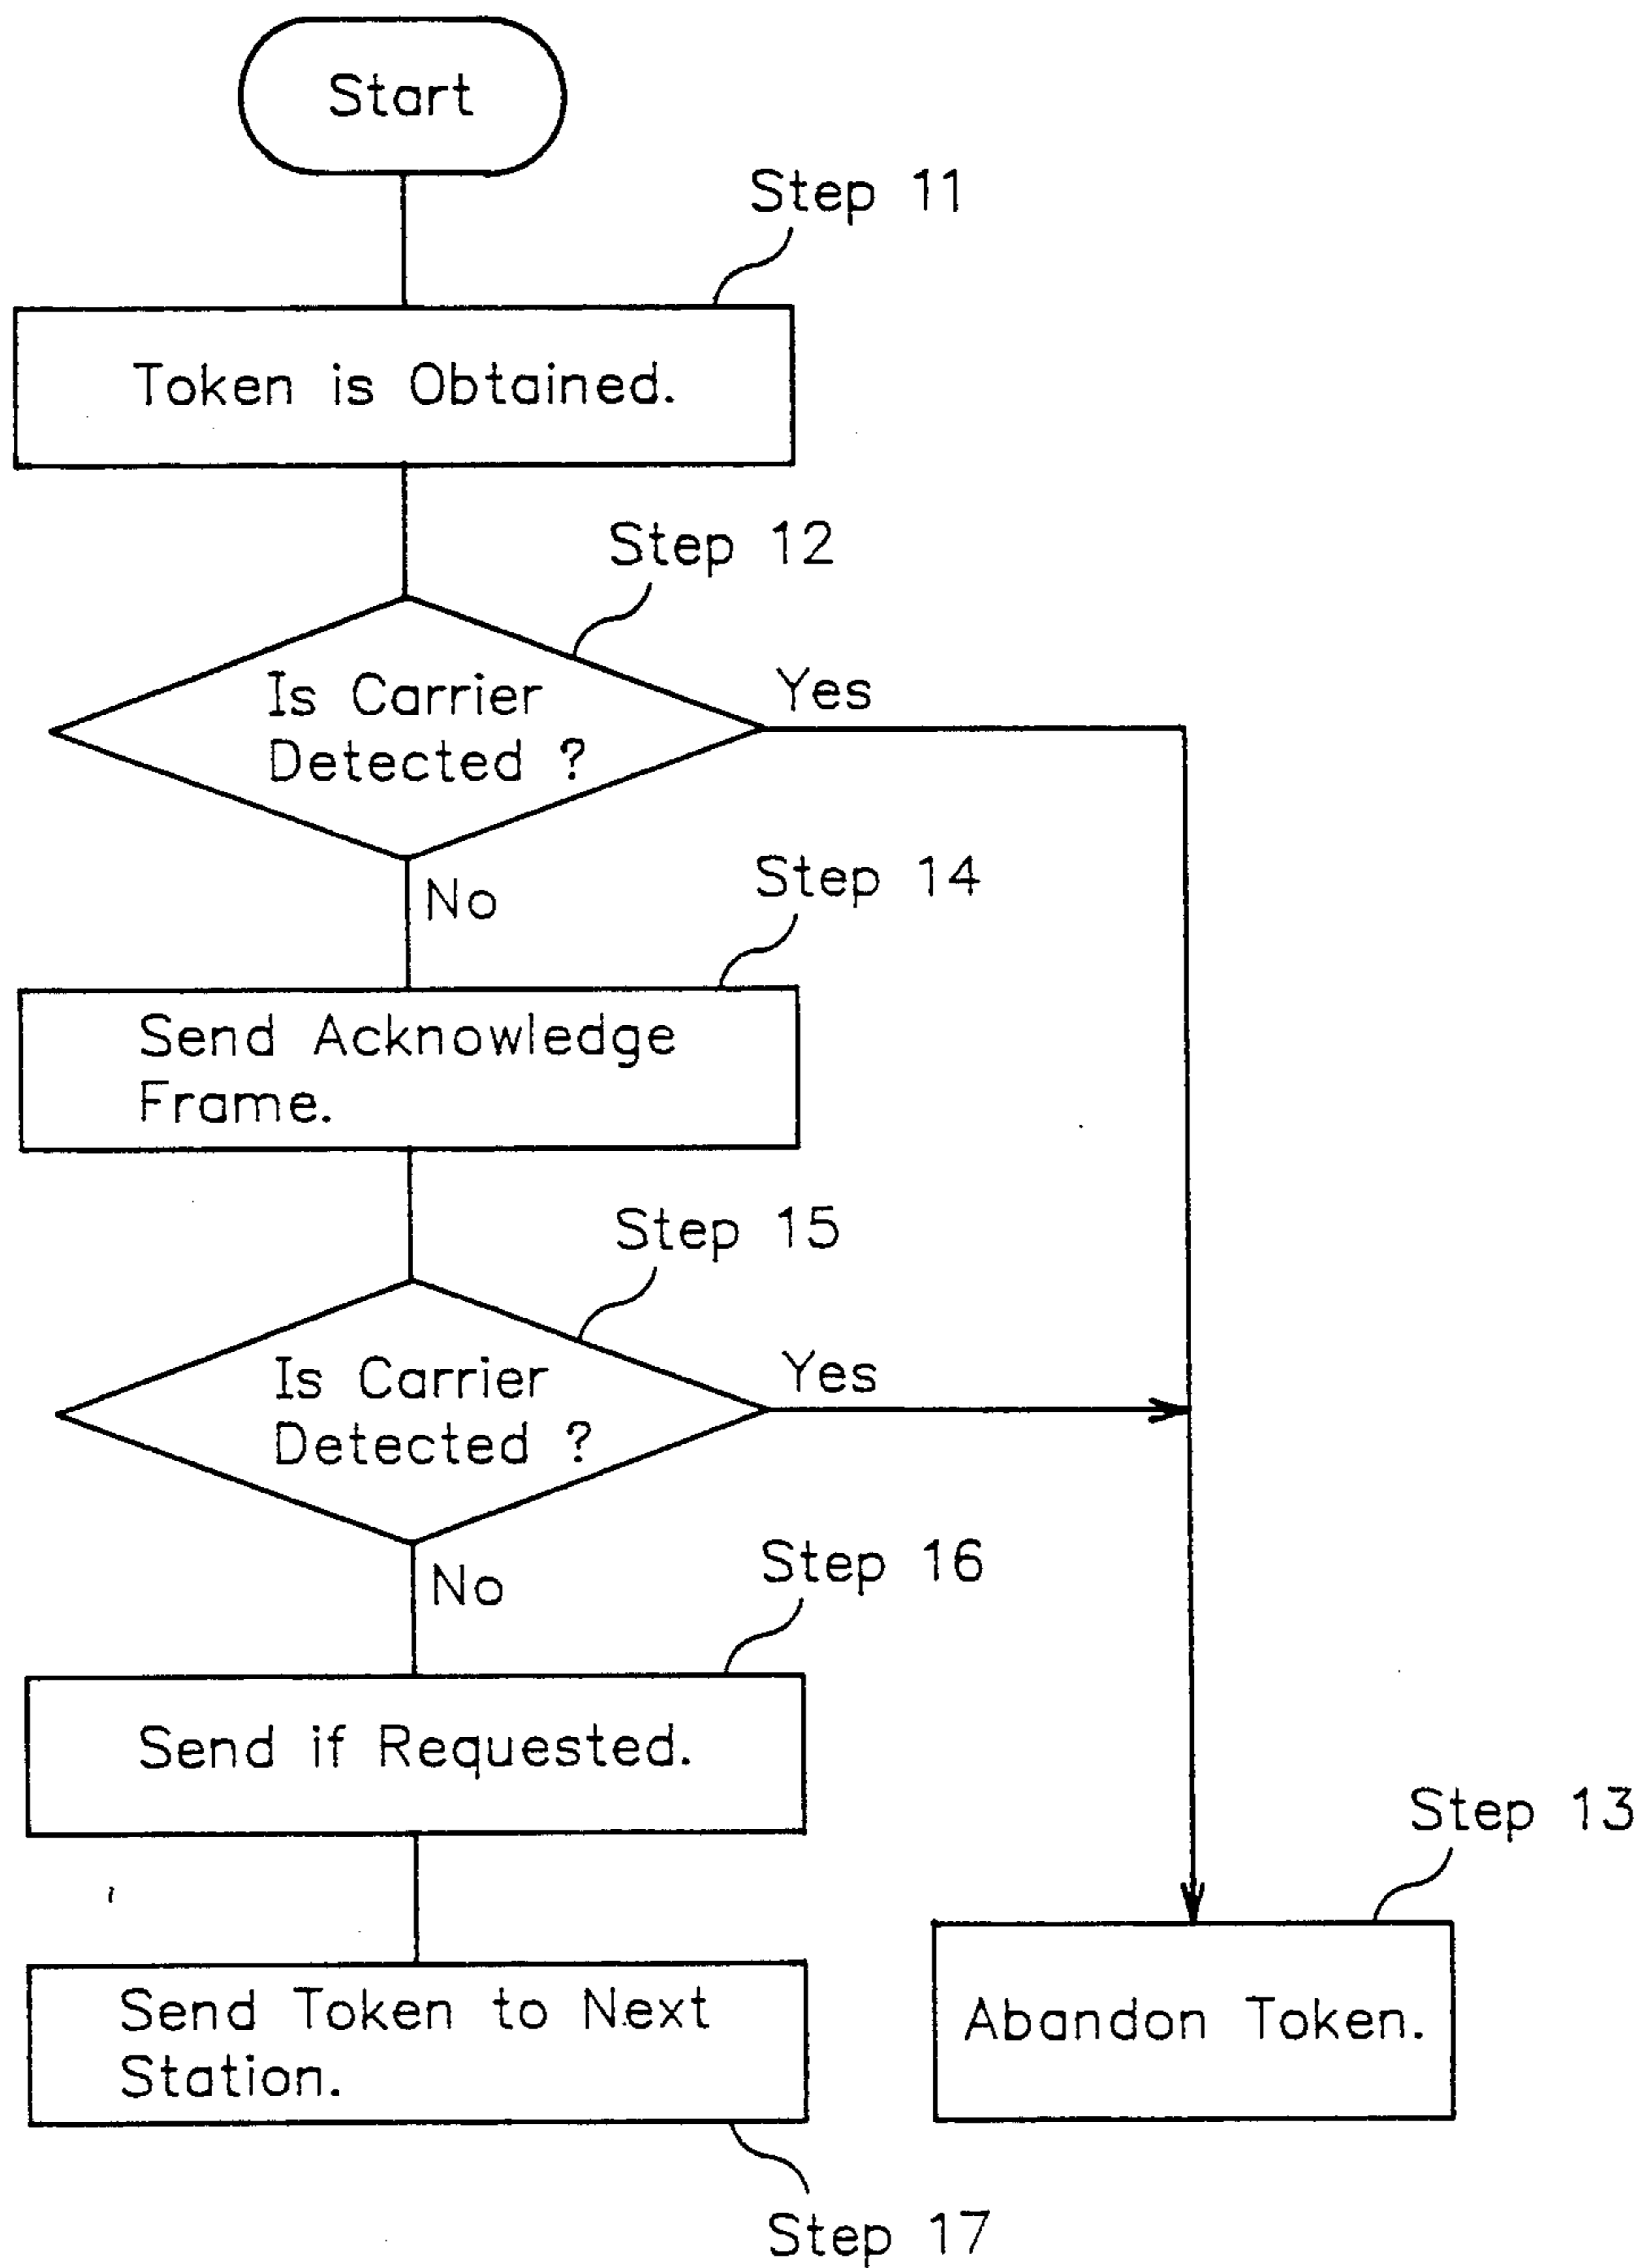 Start
Step 11
Token is Obtained.
Step 12
Is Carrier
Detected ?
Yes
No
Step 14
Send Acknowledge
Frame.
Step 15
Is Carrier
Detected ?
Yes
No
Step 16
Send if Requested.
Step 13
Abandon Token.
Send Token to Next
Station.
Step 17